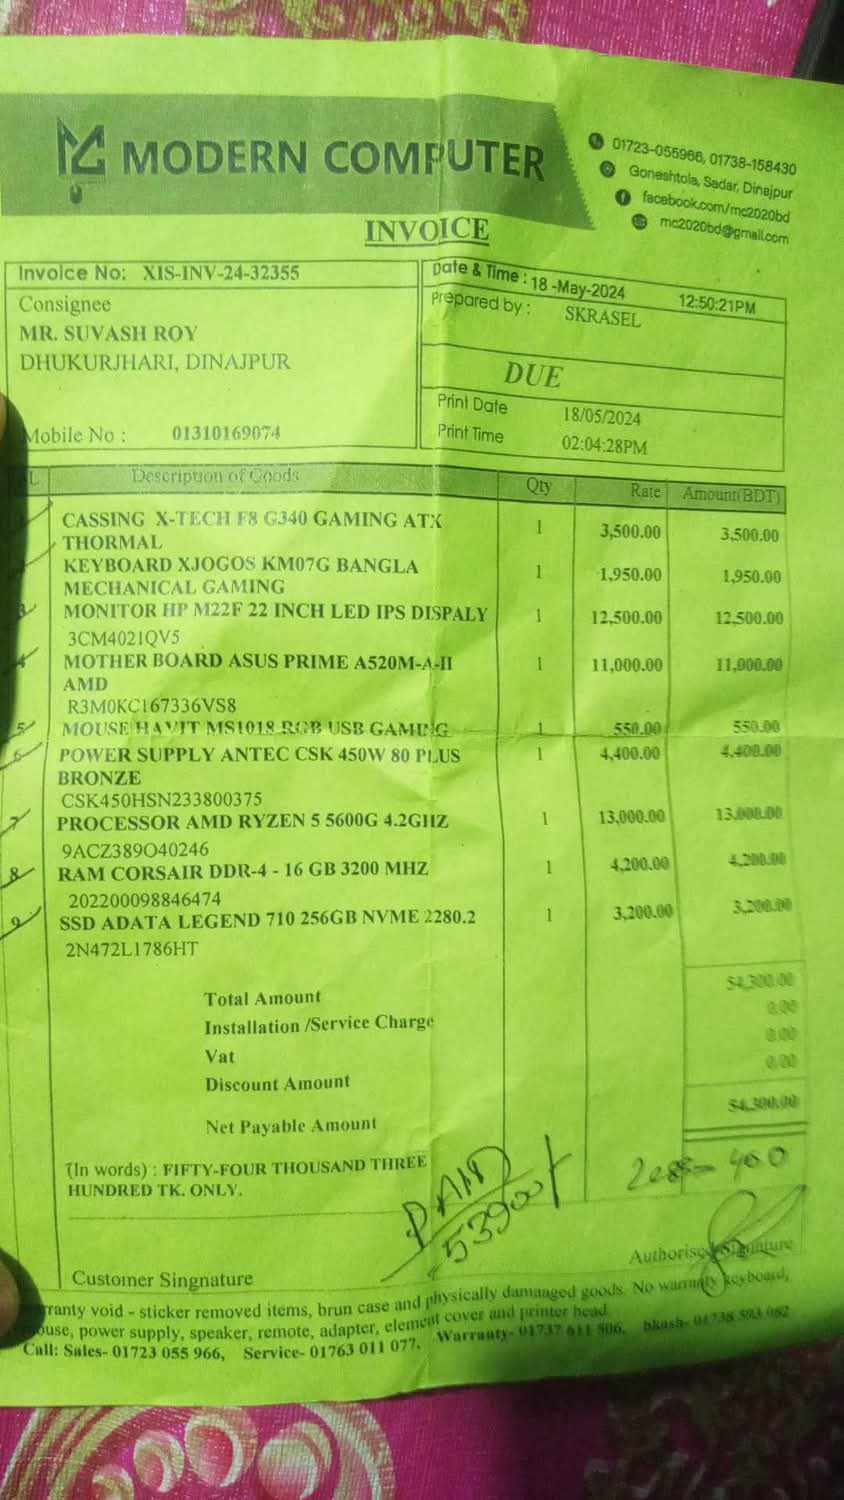 MODERN COMPUTER
01723-055966, 01738-158430
Goneshtola, Sadar, Dinajpur
facebook.com/mc2020bd
mc2020bd@gmail.com
INVOICE
Invoice No: XIS-INV-24-32355
Consignee
MR. SUVASH ROY
DHUKURJHARI, DINAJPUR
Mobile No : 01310169074
Date & Time : 18 -May-2024 12:50:21PM
Prepared by : SKRASEL
DUE
Print Date 18/05/2024
Print Time 02:04:28PM
Description of Goods Qty Rate Amount(BDT)
CASSING X-TECH F8 G340 GAMING ATX 1 3,500.00 3,500.00
THORMAL
KEYBOARD XJOGOS KM07G BANGLA 1 1,950.00 1,950.00
MECHANICAL GAMING
3 MONITOR HP M22F 22 INCH LED IPS DISPALY 1 12,500.00 12,500.00
3CM4021QV5
4 MOTHER BOARD ASUS PRIME A520M-A-II 1 11,000.00 11,000.00
AMD
R3M0KC167336VS8
5 MOUSE HAVIT MS1018 RGB USB GAMING 1 550.00 550.00
6 POWER SUPPLY ANTEC CSK 450W 80 PLUS 1 4,400.00 4,400.00
BRONZE
CSK450HSN233800375
7 PROCESSOR AMD RYZEN 5 5600G 4.2GHZ 1 13,000.00 13,000.00
9ACZ389O40246
8 RAM CORSAIR DDR-4 - 16 GB 3200 MHZ 1 4,200.00 4,200.00
202200098846474
9 SSD ADATA LEGEND 710 256GB NVME 2280.2 1 3,200.00 3,200.00
2N472L1786HT
Total Amount 54,300.00
Installation /Service Charge 0.00
Vat 0.00
Discount Amount 0.00
Net Payable Amount 54,300.00
(In words) : FIFTY-FOUR THOUSAND THREE
HUNDRED TK. ONLY.
400
PAID
53900/
Authorised Signature
Customer Singnature
rranty void - sticker removed items, brun case and physically damanged goods. No warranty keyboard,
ouse, power supply, speaker, remote, adapter, element cover and printer head.
Call: Sales- 01723 055 966, Service- 01763 011 077. Warranty- 01737 611 506, bkash- 01738 593 082